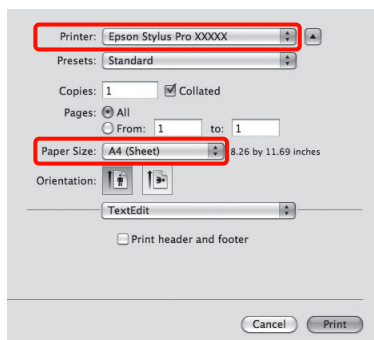 Printer: Epson Stylus Pro XXXXX
Presets: Standard
Copies: 1 Collated
Pages: All
From: 1 to: 1
Paper Size: A4 (Sheet) 8.26 by 11.69 inches
Orientation:
TextEdit
Print header and footer
Cancel Print